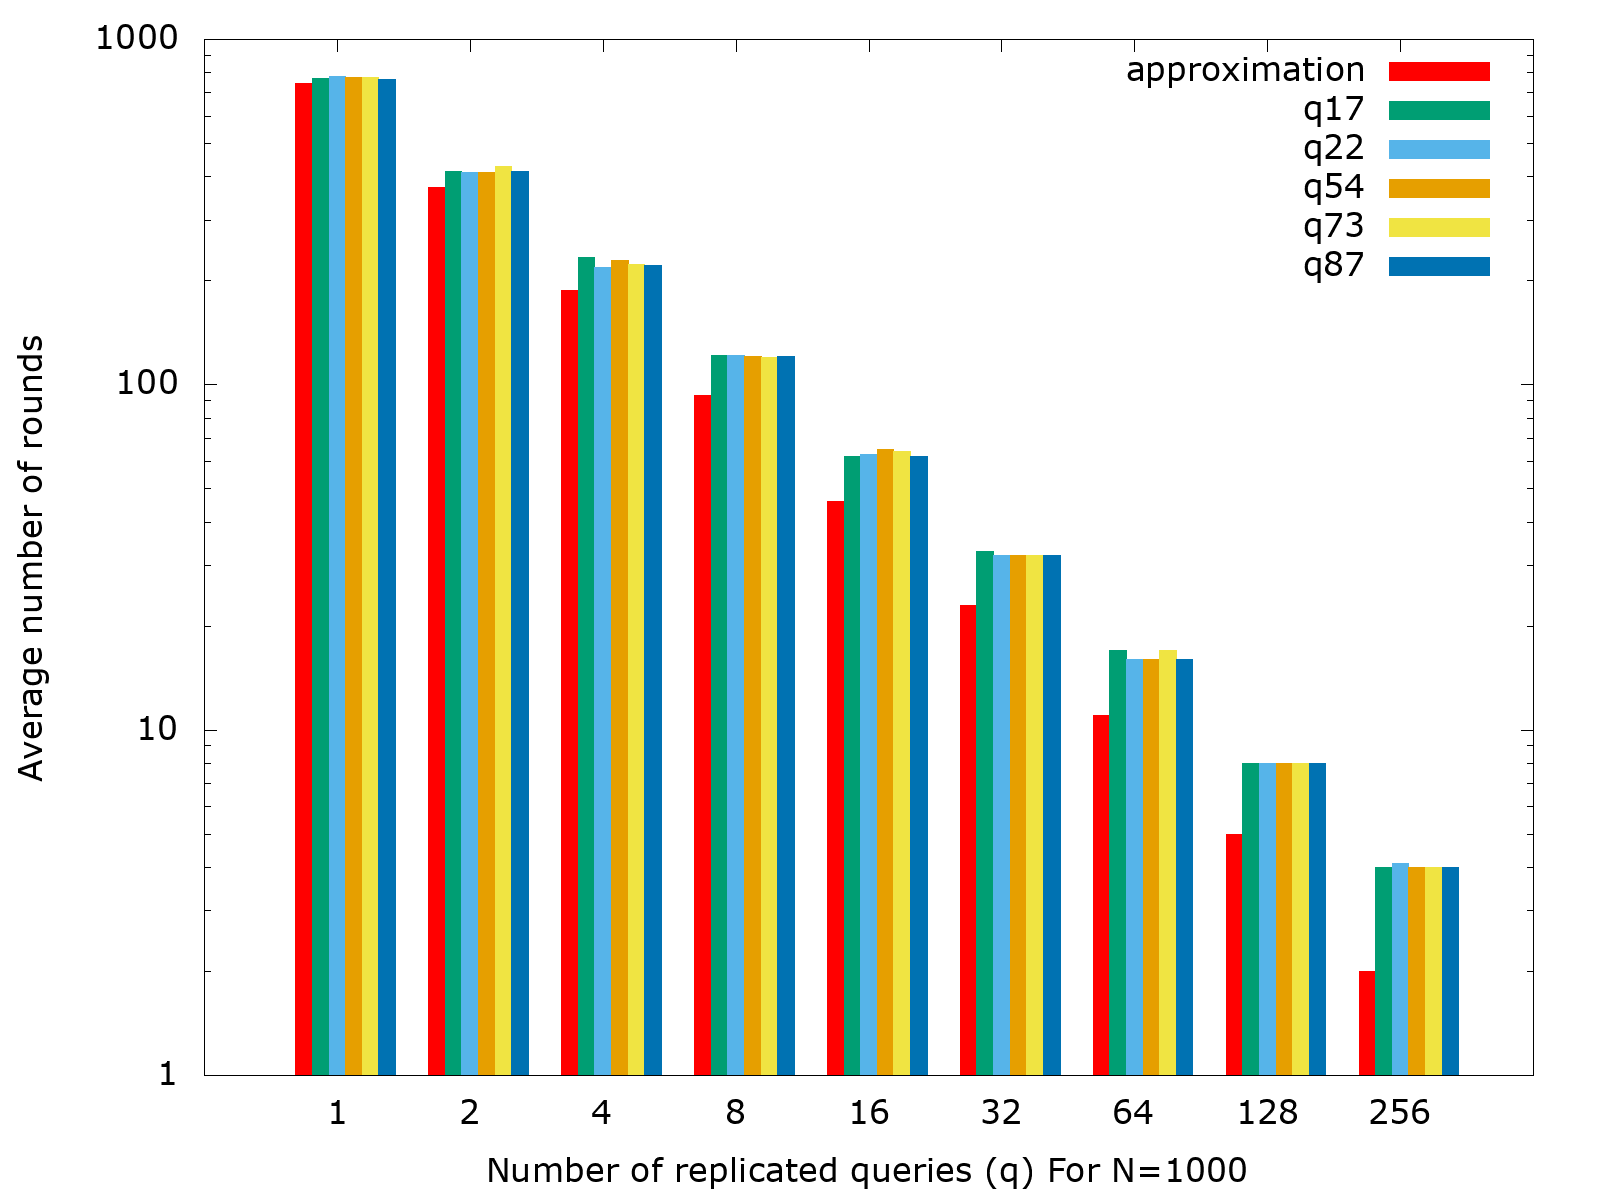 1000
100
10
1
Average number of rounds
approximation
q17
q22
q54
q73
q87
1 2 4 8 16 32 64 128 256
Number of replicated queries (q) For N=1000